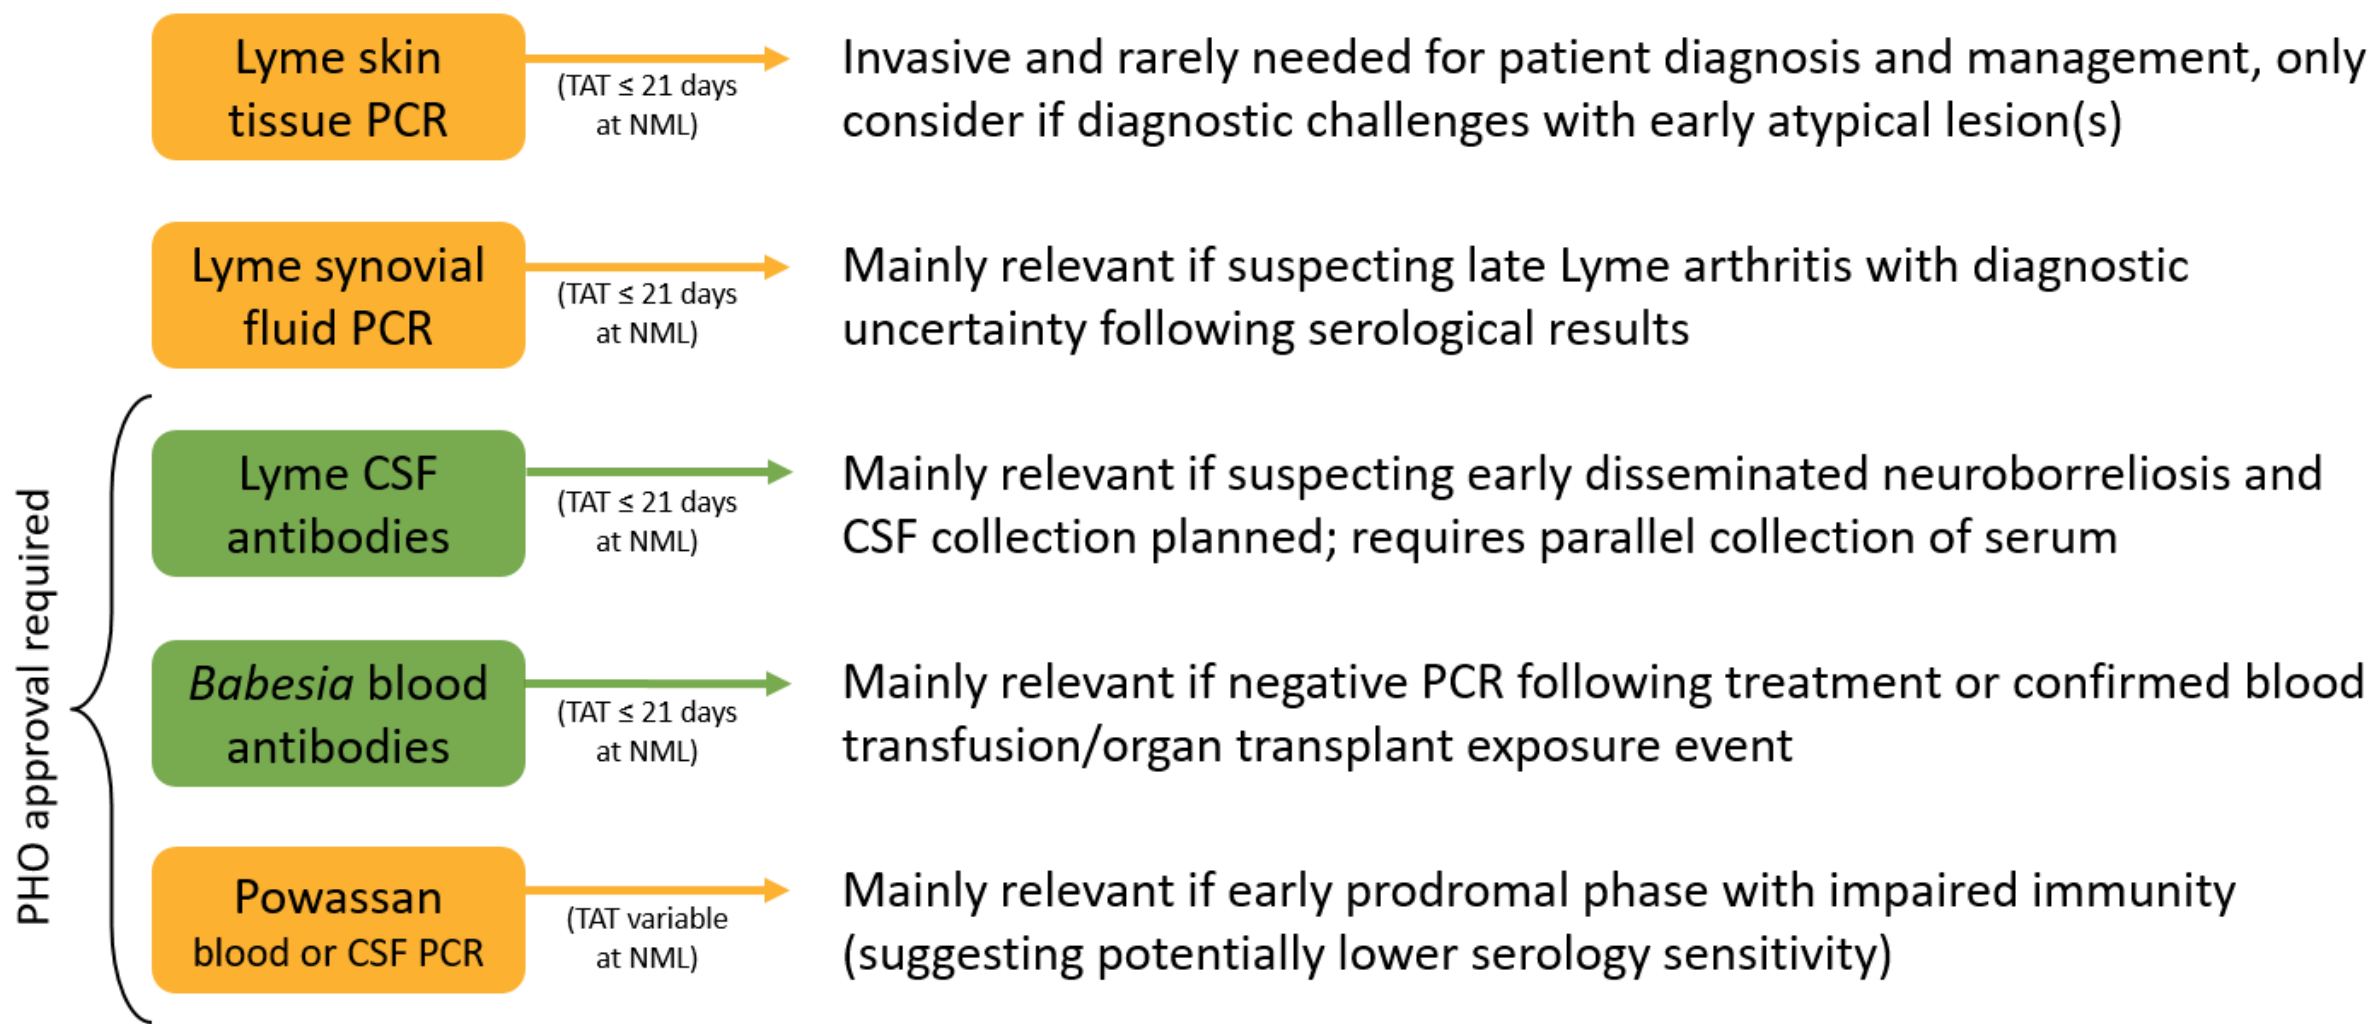 Lyme skin
tissue PCR
(TAT ≤ 21 days
at NML)
Invasive and rarely needed for patient diagnosis and management, only
consider if diagnostic challenges with early atypical lesion(s)
Lyme synovial
fluid PCR
(TAT ≤ 21 days
at NML)
Mainly relevant if suspecting late Lyme arthritis with diagnostic
uncertainty following serological results
PHO approval required
Lyme CSF
antibodies
(TAT ≤ 21 days
at NML)
Mainly relevant if suspecting early disseminated neuroborreliosis and
CSF collection planned; requires parallel collection of serum
Babesia blood
antibodies
(TAT ≤ 21 days
at NML)
Mainly relevant if negative PCR following treatment or confirmed blood
transfusion/organ transplant exposure event
Powassan
blood or CSF PCR
(TAT variable
at NML)
Mainly relevant if early prodromal phase with impaired immunity
(suggesting potentially lower serology sensitivity)